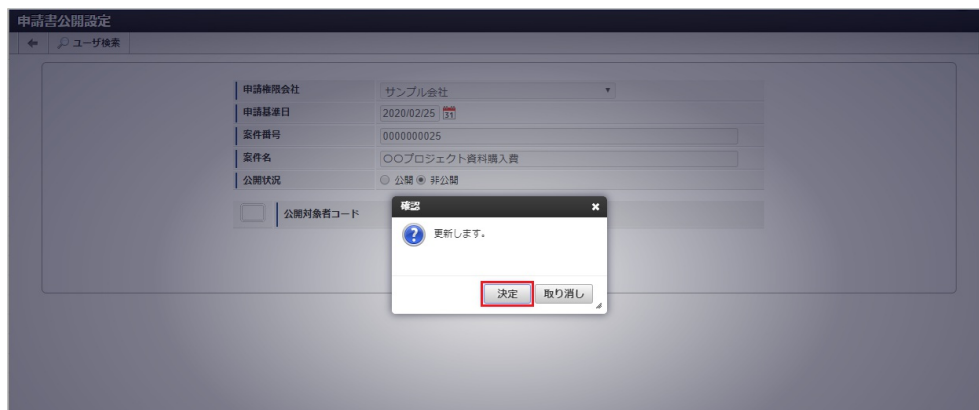 申請書公開設定
ユーザ検索
申請権限会社 サンプル会社
申請基準日 2020/02/25 31
案件番号 0000000025
案件名 〇〇プロジェクト資料購入費
公開状況 公開 非公開
公開対象者コード
確認
更新します。
決定 取り消し